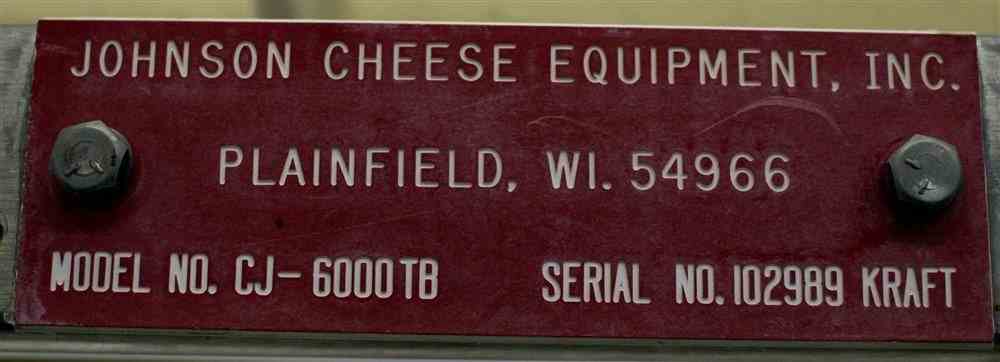 JOHNSON CHEESE EQUIPMENT, INC.
PLAINFIELD, WI. 54966
MODEL NO. CJ-6000TB SERIAL NO. 102989 KRAFT